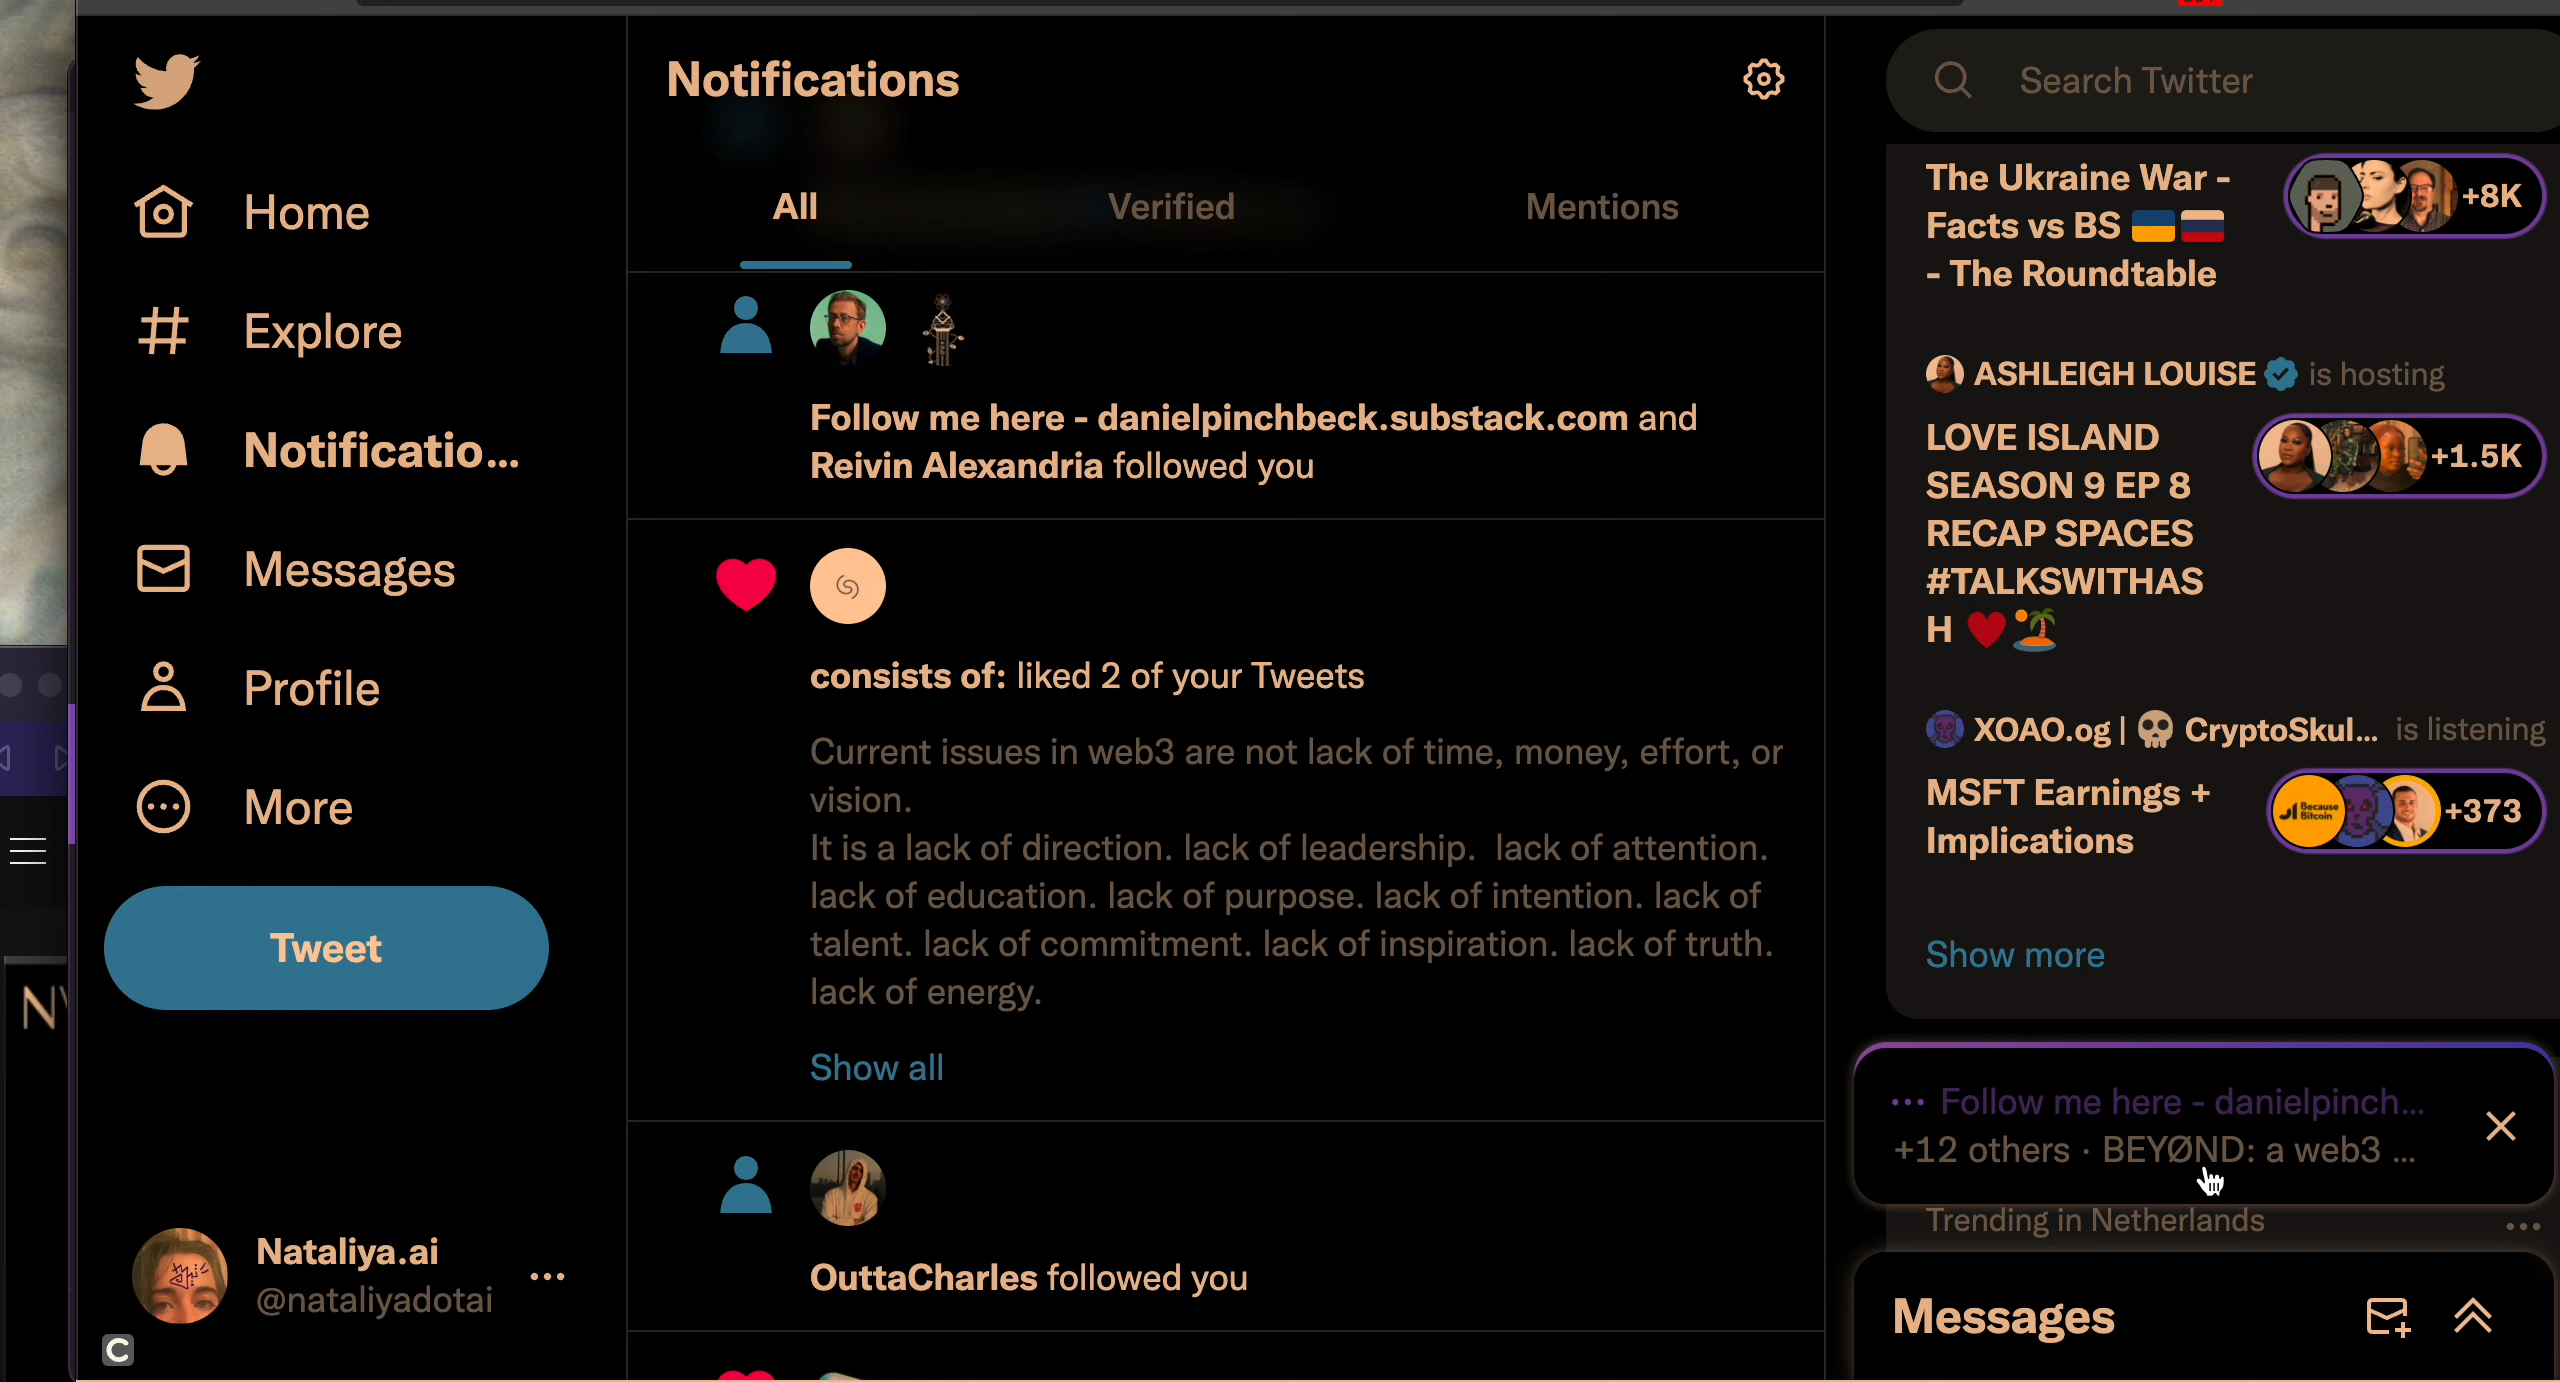 Home
Explore
Notificatio...
Messages
Profile
More
Tweet
Nataliya.ai
@nataliyadotai
C
Notifications
All
Verified
Mentions
Follow me here - danielpinchbeck.substack.com and
Reivin Alexandria followed you
consists of: liked 2 of your Tweets
Current issues in web3 are not lack of time, money, effort, or
vision.
It is a lack of direction. lack of leadership.  lack of attention.
lack of education. lack of purpose. lack of intention. lack of
talent. lack of commitment. lack of inspiration. lack of truth.
lack of energy.
Show all
OuttaCharles followed you
Search Twitter
The Ukraine War -
Facts vs BS 🇺🇦🇷🇺
- The Roundtable
+8K
ASHLEIGH LOUISE is hosting
LOVE ISLAND
SEASON 9 EP 8
RECAP SPACES
#TALKSWITHAS
H ❤️🏝️
+1.5K
XOAO.og | 💀 CryptoSkul... is listening
MSFT Earnings +
Implications
Because
Bitcoin
+373
Show more
Follow me here - danielpinch...
+12 others · BEYØND: a web3 ...
Trending in Netherlands
Messages